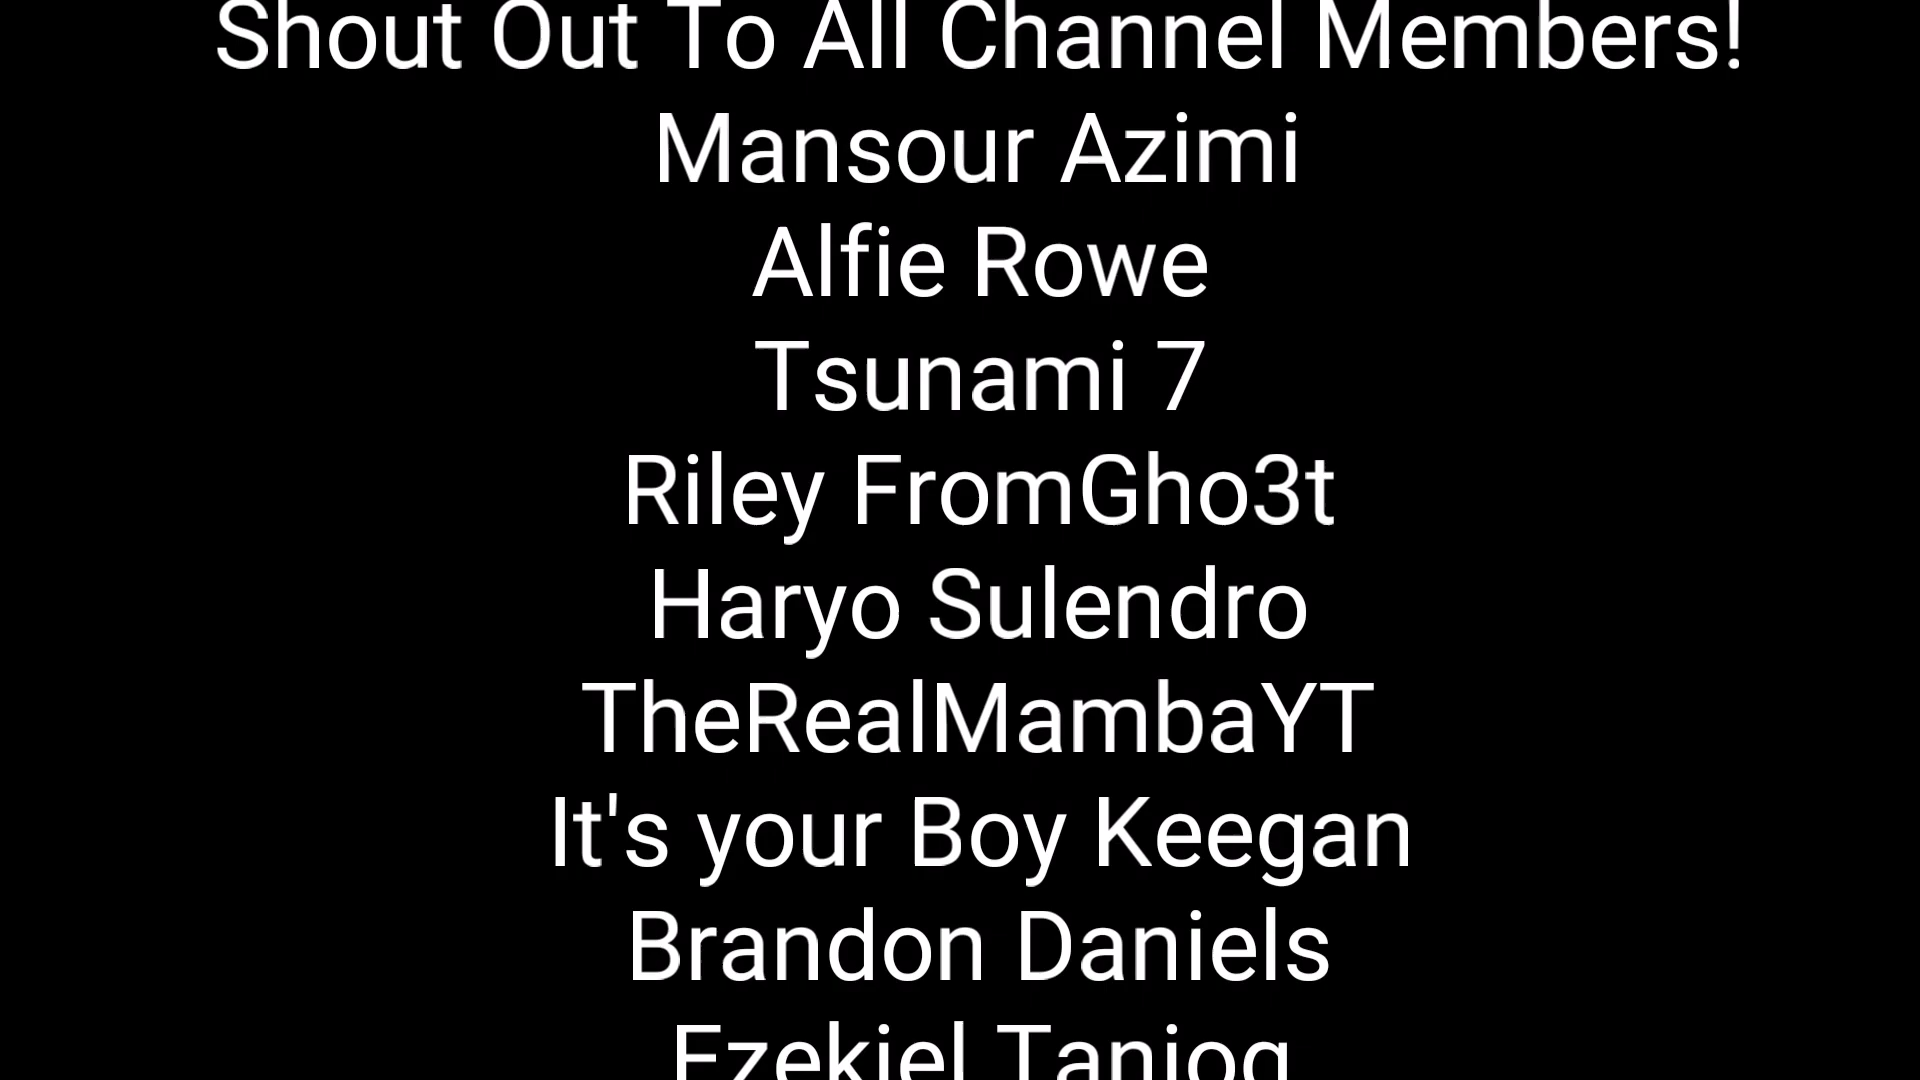 Shout Out To All Channel Members!
Mansour Azimi
Alfie Rowe
Tsunami 7
Riley FromGho3t
Haryo Sulendro
TheRealMambaYT
It's your Boy Keegan
Brandon Daniels
Ezekiel